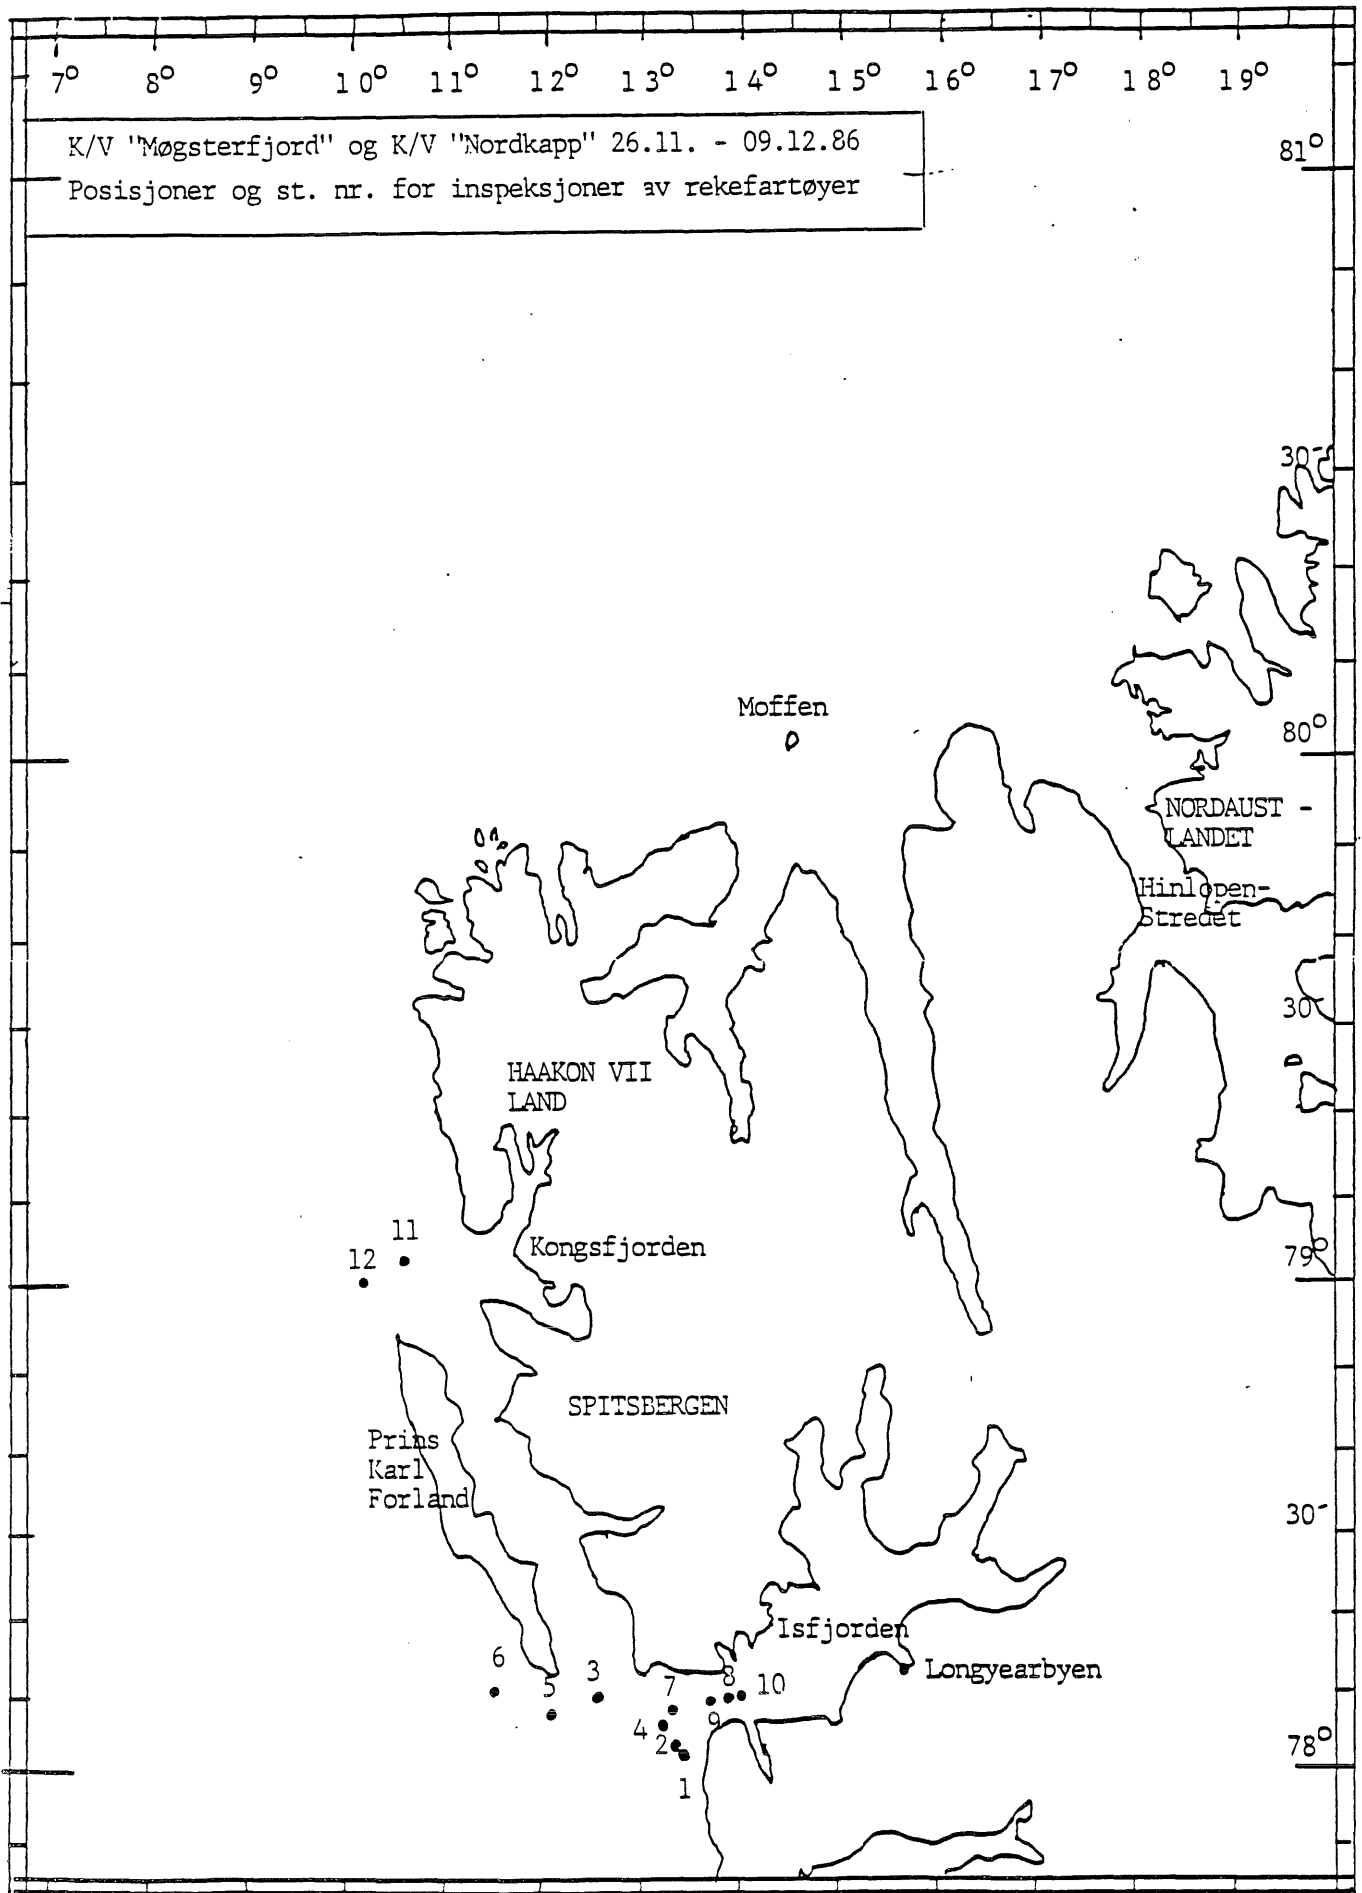 7° 8° 9° 10° 11° 12° 13° 14° 15° 16° 17° 18° 19°
K/V "Møgsterfjord" og K/V "Nordkapp" 26.11. - 09.12.86
Posisjoner og st. nr. for inspeksjoner av rekefartøyer
81°
30-
Moffen
80°
NORDAUST -
LANDET
Hinlopen-
Stredet
30-
HAAKON VII
LAND
11
12
Kongsfjorden
79°
SPITSBERGEN
Prins
Karl
Forland
30-
Isfjorden
Longyearbyen
6
5
3
7
8
10
9
4
2
1
78°